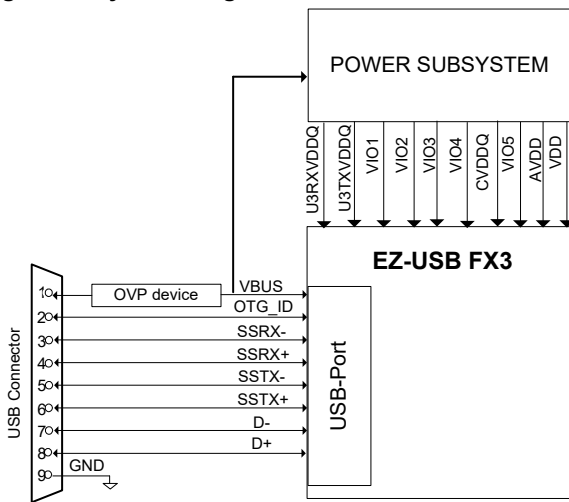 POWER SUBSYSTEM
U3RXVDDQ
U3TXVDDQ
VIO1
VIO2
VIO3
VIO4
CVDDQ
VIO5
AVDD
VDD
EZ-USB FX3
USB-Port
USB Connector
1
OVP device
VBUS
2
OTG_ID
3
SSRX-
4
SSRX+
5
SSTX-
6
SSTX+
7
D-
8
D+
9
GND